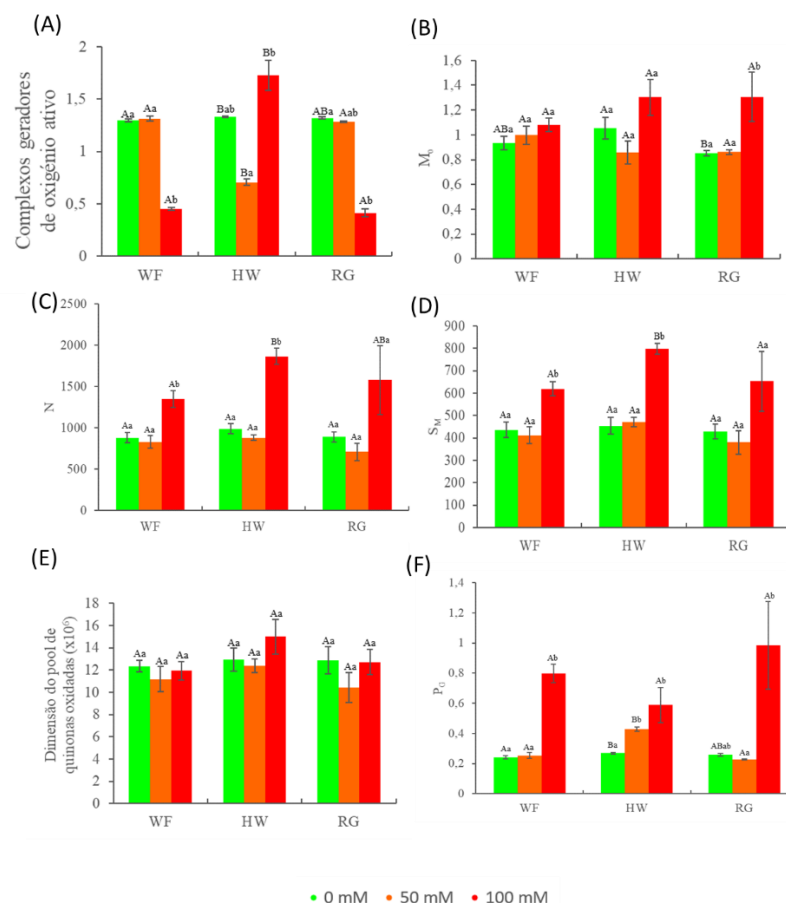 (A)
Complexos geradores
de oxigénio ativo
2
1,5
1
0,5
0
Aa Aa Ab Bab Ba Bb ABa Aab Ab
WF HW RG
(B)
M₀
1,6
1,4
1,2
1
0,8
0,6
0,4
0,2
0
ABa Aa Aa Aa Aa Aa Ba Aa Ab
WF HW RG
(C)
N
2500
2000
1500
1000
500
0
Aa Aa Ab Aa Aa Bb Aa Aa ABa
WF HW RG
(D)
S_M
900
800
700
600
500
400
300
200
100
0
Aa Aa Ab Aa Aa Bb Aa Aa Aa
WF HW RG
(E)
Dimensão do pool de
quinonas oxidadas (x10⁶)
18
16
14
12
10
8
6
4
2
0
Aa Aa Aa Aa Aa Aa Aa Aa Aa
WF HW RG
(F)
P_G
1,4
1,2
1
0,8
0,6
0,4
0,2
0
Aa Aa Ab Ba Bb Ab ABab Aa Ab
WF HW RG
0 mM 50 mM 100 mM